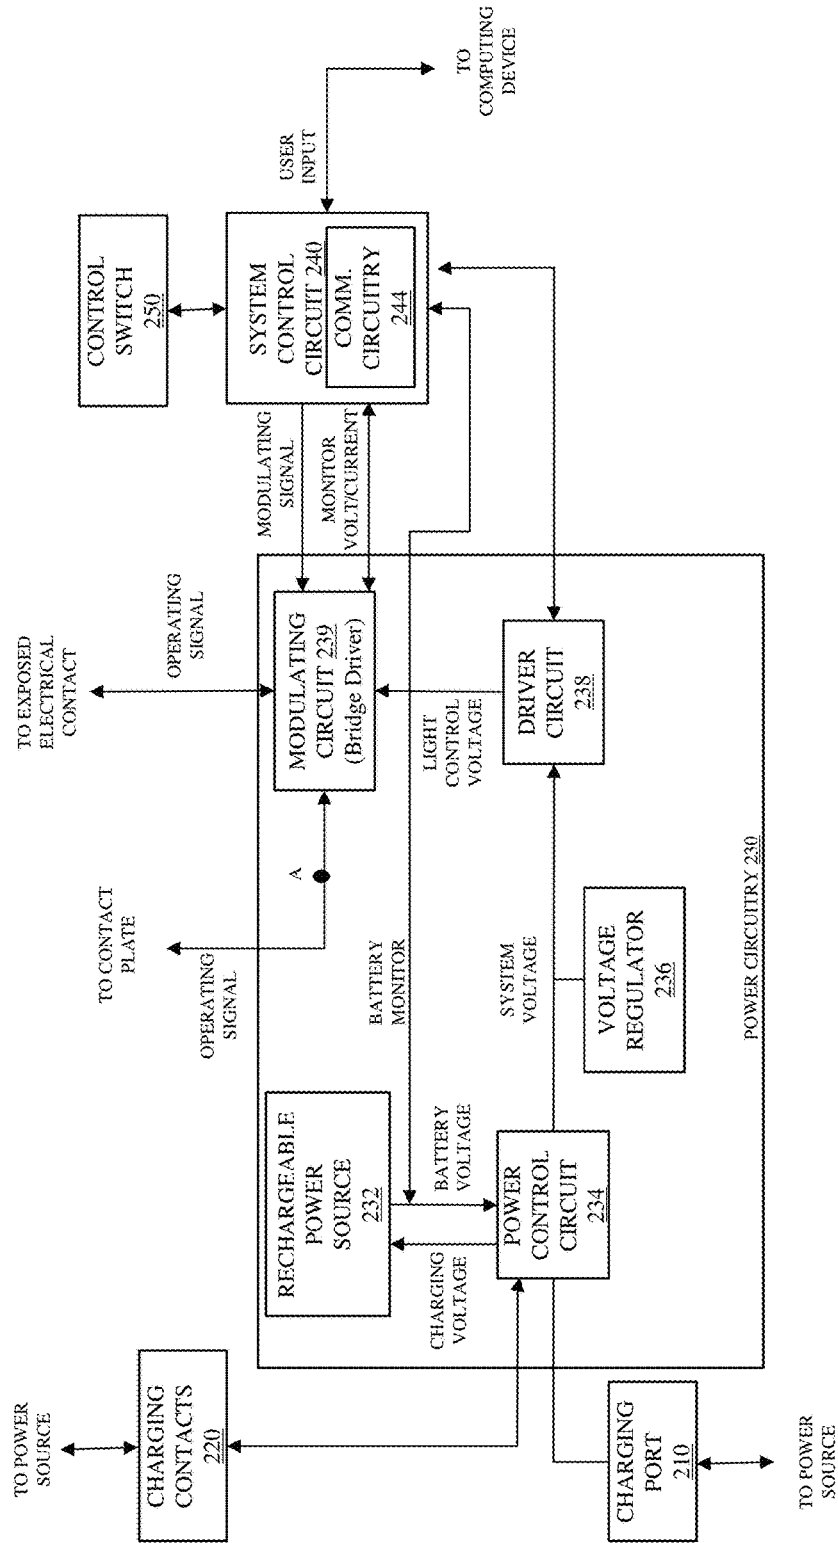 TO POWER
SOURCE
CHARGING
CONTACTS
220
CHARGING
PORT
210
TO POWER
SOURCE
RECHARGEABLE
POWER
SOURCE
232
CHARGING
VOLTAGE
BATTERY
VOLTAGE
POWER
CONTROL
CIRCUIT
234
TO CONTACT
PLATE
OPERATING
SIGNAL
A
BATTERY
MONITOR
SYSTEM
VOLTAGE
VOLTAGE
REGULATOR
236
POWER CIRCUITRY 230
TO EXPOSED
ELECTRICAL
CONTACT
OPERATING
SIGNAL
MODULATING
CIRCUIT 239
(Bridge Driver)
LIGHT
CONTROL
VOLTAGE
DRIVER
CIRCUIT
238
MODULATING
SIGNAL
MONITOR
VOLT/CURRENT
CONTROL
SWITCH
250
SYSTEM
CONTROL
CIRCUIT 240
COMM.
CIRCUITRY
244
USER
INPUT
TO
COMPUTING
DEVICE